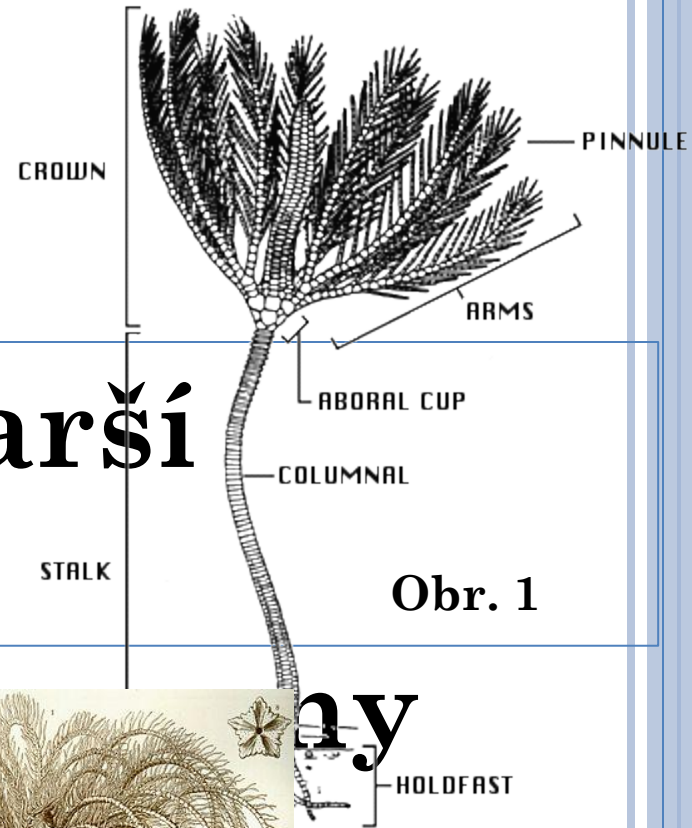 CROWN
PINNULE
ARMS
ABORAL CUP
arší
COLUMNAL
STALK
Obr. 1
ny
HOLDFAST